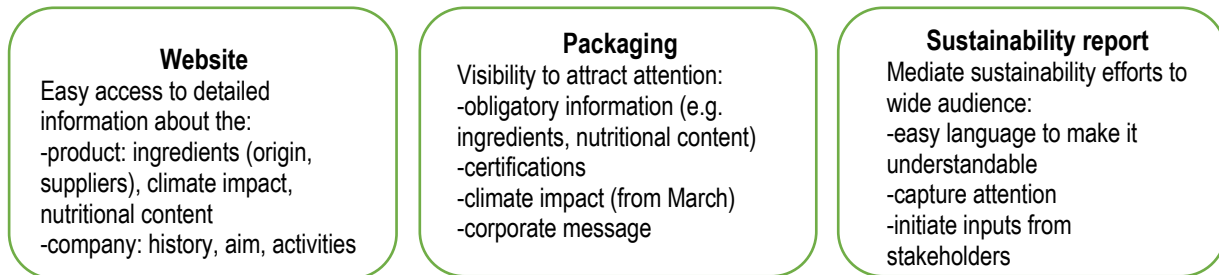 Website
Easy access to detailed
information about the:
-product: ingredients (origin,
suppliers), climate impact,
nutritional content
-company: history, aim, activities
Packaging
Visibility to attract attention:
-obligatory information (e.g.
ingredients, nutritional content)
-certifications
-climate impact (from March)
-corporate message
Sustainability report
Mediate sustainability efforts to
wide audience:
-easy language to make it
understandable
-capture attention
-initiate inputs from
stakeholders